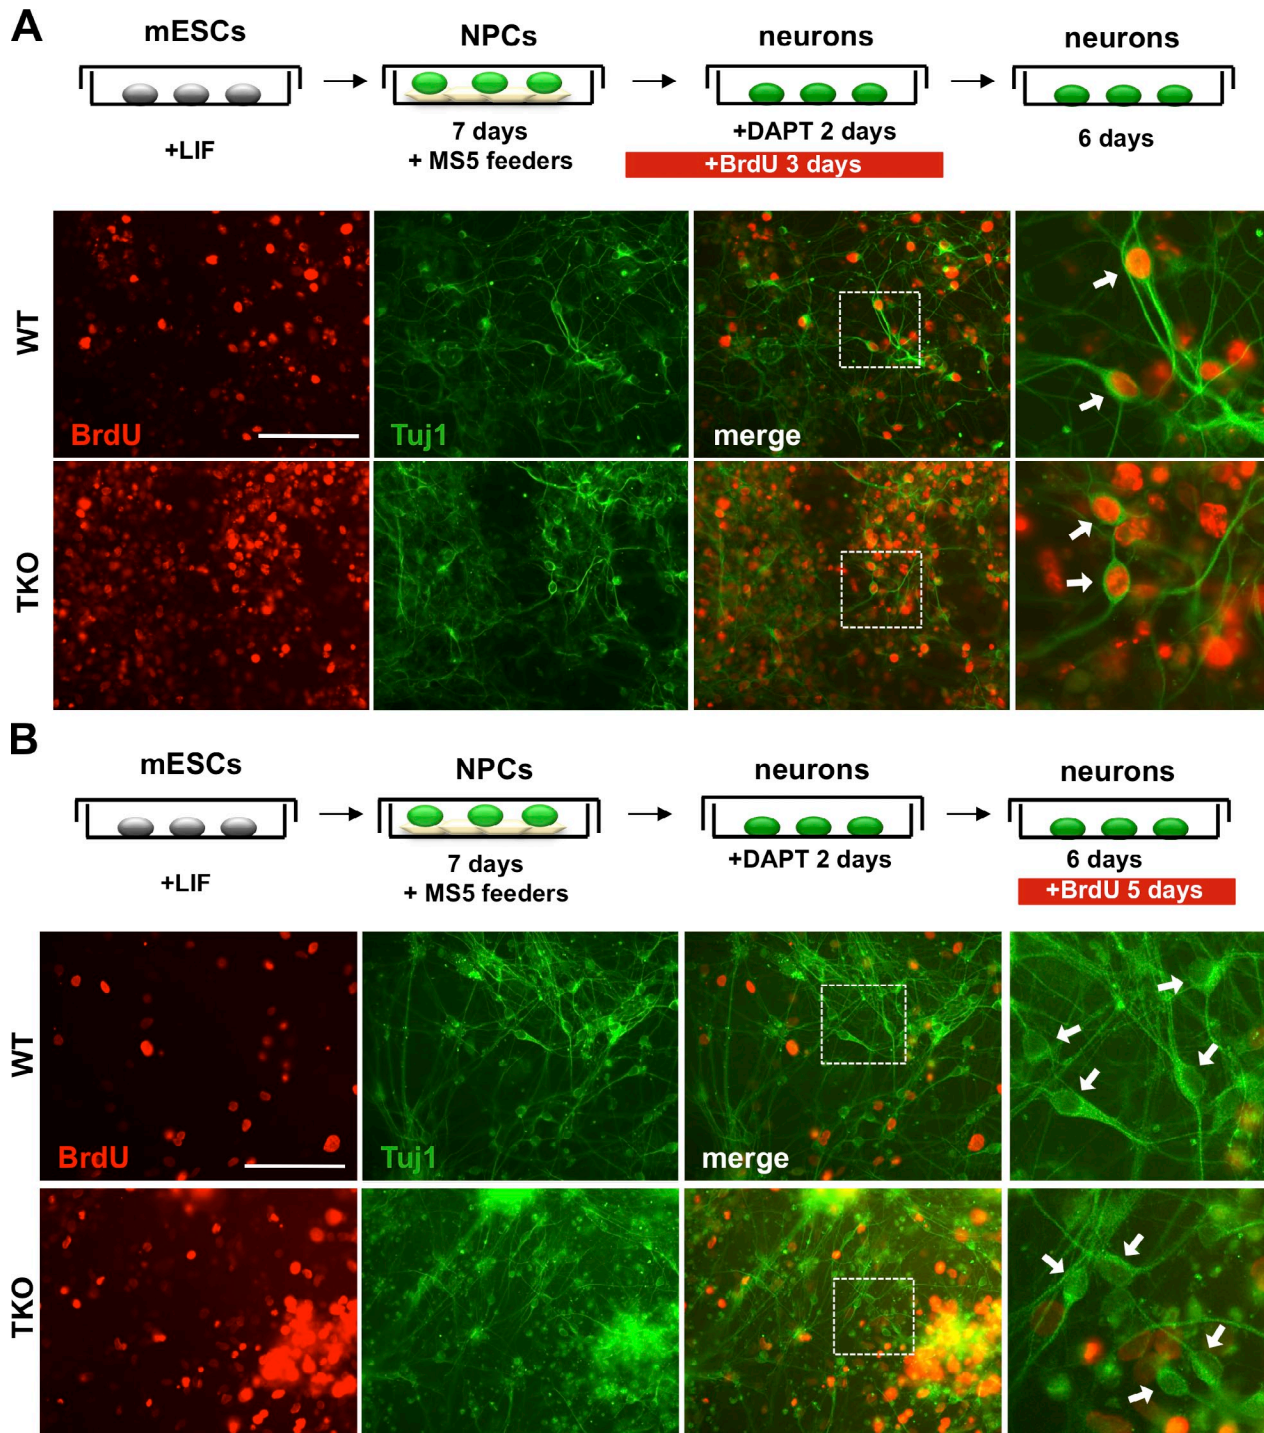 A
mESCs
NPCs
neurons
neurons
+LIF
7 days
+ MS5 feeders
+DAPT 2 days
+BrdU 3 days
6 days
WT
BrdU
Tuj1
merge
TKO
B
mESCs
NPCs
neurons
neurons
+LIF
7 days
+ MS5 feeders
+DAPT 2 days
6 days
+BrdU 5 days
WT
BrdU
Tuj1
merge
TKO